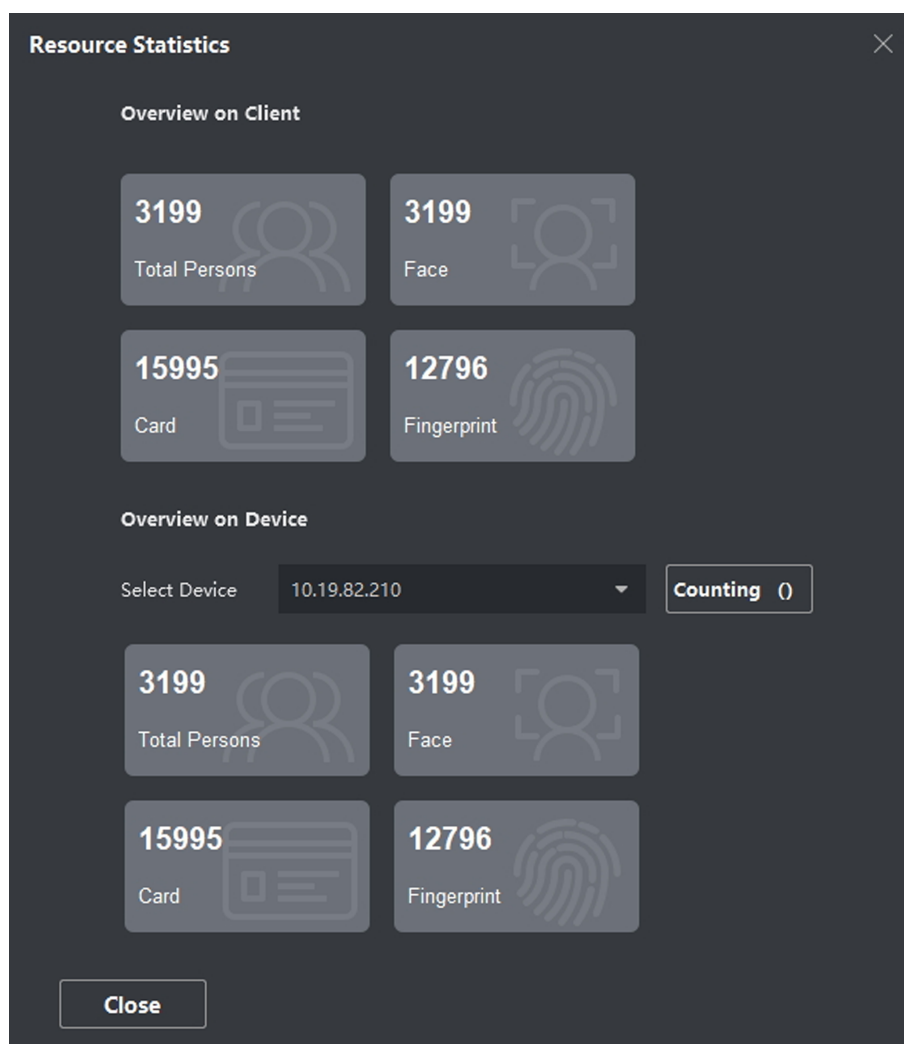 Resource Statistics
Overview on Client
3199
Total Persons
3199
Face
15995
Card
12796
Fingerprint
Overview on Device
Select Device 10.19.82.210 Counting ()
3199
Total Persons
3199
Face
15995
Card
12796
Fingerprint
Close